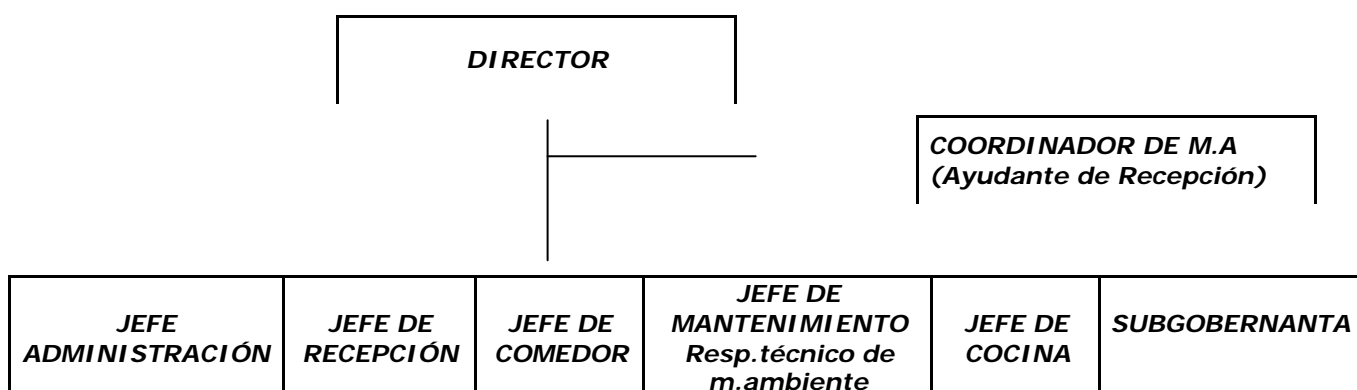 DIRECTOR
COORDINADOR DE M.A
(Ayudante de Recepción)
JEFE
ADMINISTRACIÓN
JEFE DE
RECEPCIÓN
JEFE DE
COMEDOR
JEFE DE
MANTENIMIENTO
Resp.técnico de
m.ambiente
JEFE DE
COCINA
SUBGOBERNANTA